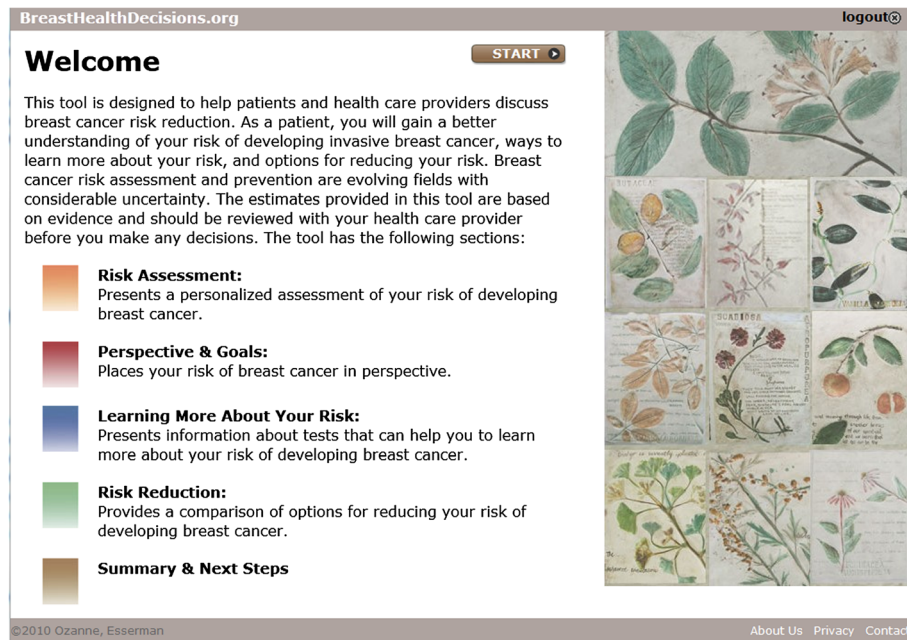 BreastHealthDecisions.org
logout
Welcome
START
This tool is designed to help patients and health care providers discuss
breast cancer risk reduction. As a patient, you will gain a better
understanding of your risk of developing invasive breast cancer, ways to
learn more about your risk, and options for reducing your risk. Breast
cancer risk assessment and prevention are evolving fields with
considerable uncertainty. The estimates provided in this tool are based
on evidence and should be reviewed with your health care provider
before you make any decisions. The tool has the following sections:
Risk Assessment:
Presents a personalized assessment of your risk of developing
breast cancer.
Perspective & Goals:
Places your risk of breast cancer in perspective.
Learning More About Your Risk:
Presents information about tests that can help you to learn
more about your risk of developing breast cancer.
Risk Reduction:
Provides a comparison of options for reducing your risk of
developing breast cancer.
Summary & Next Steps
©2010 Ozanne, Esserman
About Us Privacy Contact